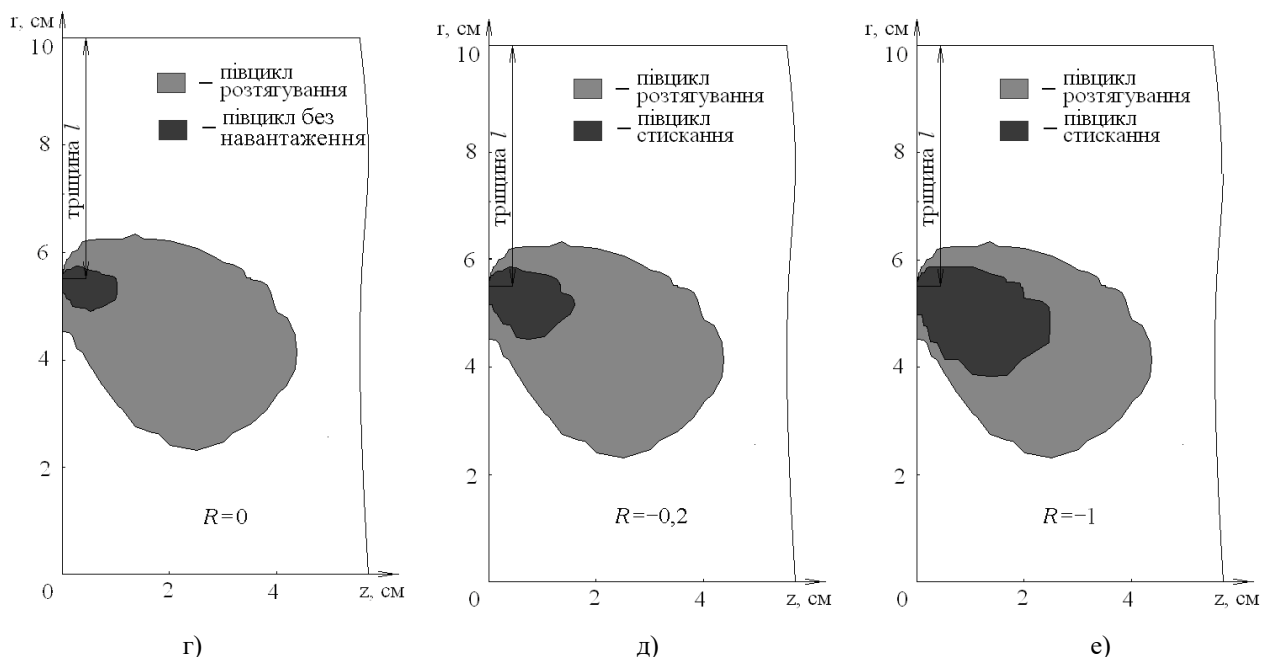 r, см
10
8
6
4
2
0
2
4
z, см
тріщина l
– півцикл
розтягування
– півцикл без
навантаження
R=0
г)
r, см
10
8
6
4
2
0
2
4
z, см
тріщина l
– півцикл
розтягування
– півцикл
стискання
R=−0,2
д)
r, см
10
8
6
4
2
0
2
4
z, см
тріщина l
– півцикл
розтягування
– півцикл
стискання
R=−1
е)